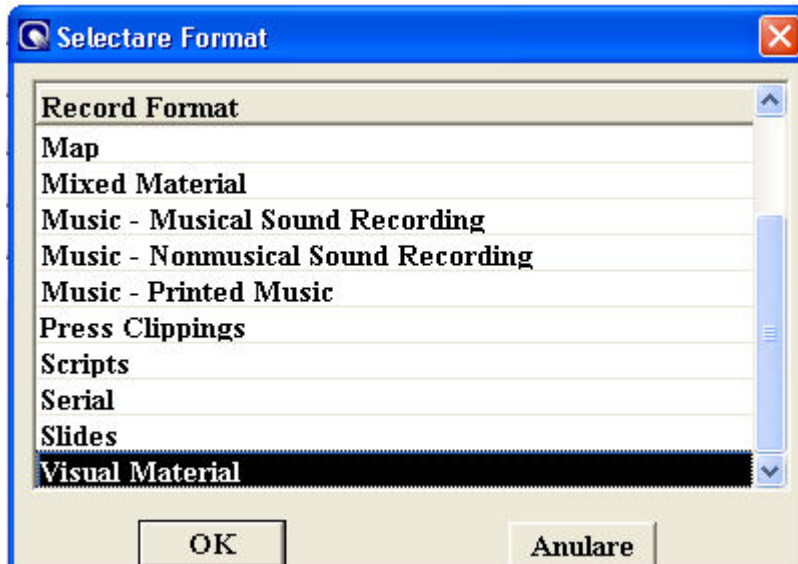 Selectare Format
Record Format
Map
Mixed Material
Music - Musical Sound Recording
Music - Nonmusical Sound Recording
Music - Printed Music
Press Clippings
Scripts
Serial
Slides
Visual Material
OK Anulare